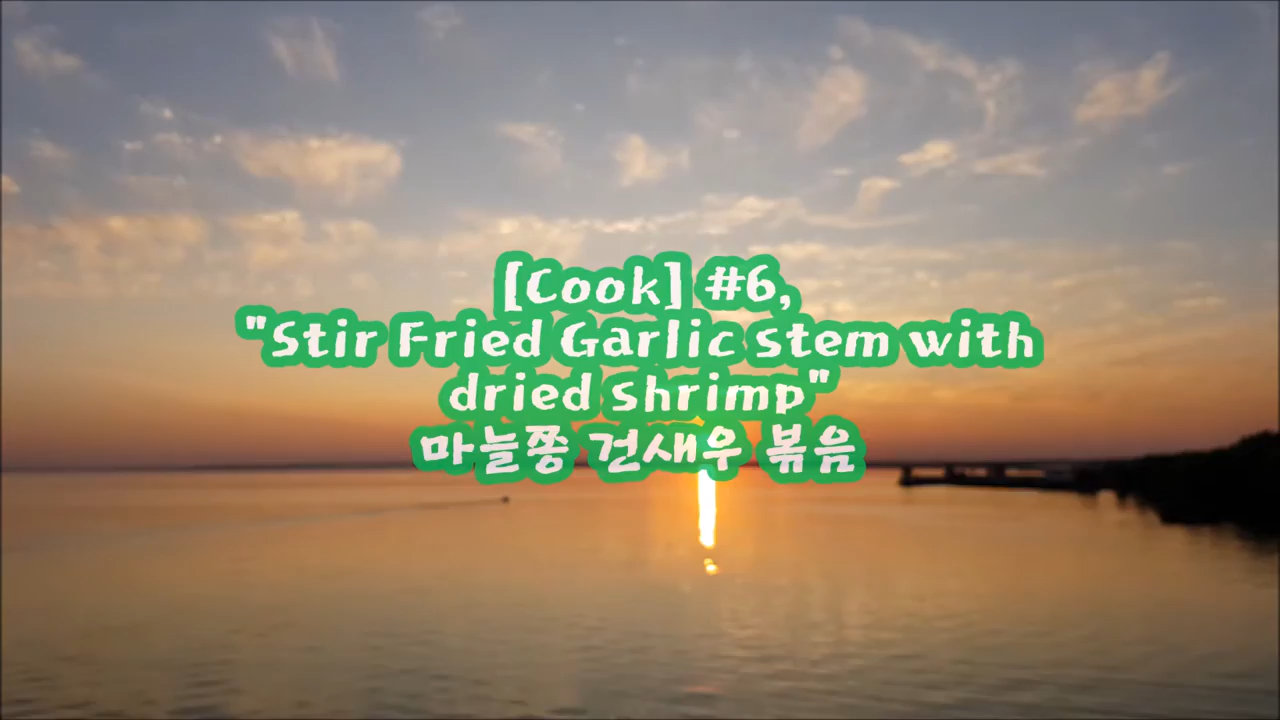 [Cook] #6,
"Stir Fried Garlic stem with
dried shrimp"
마늘쫑 건새우 볶음